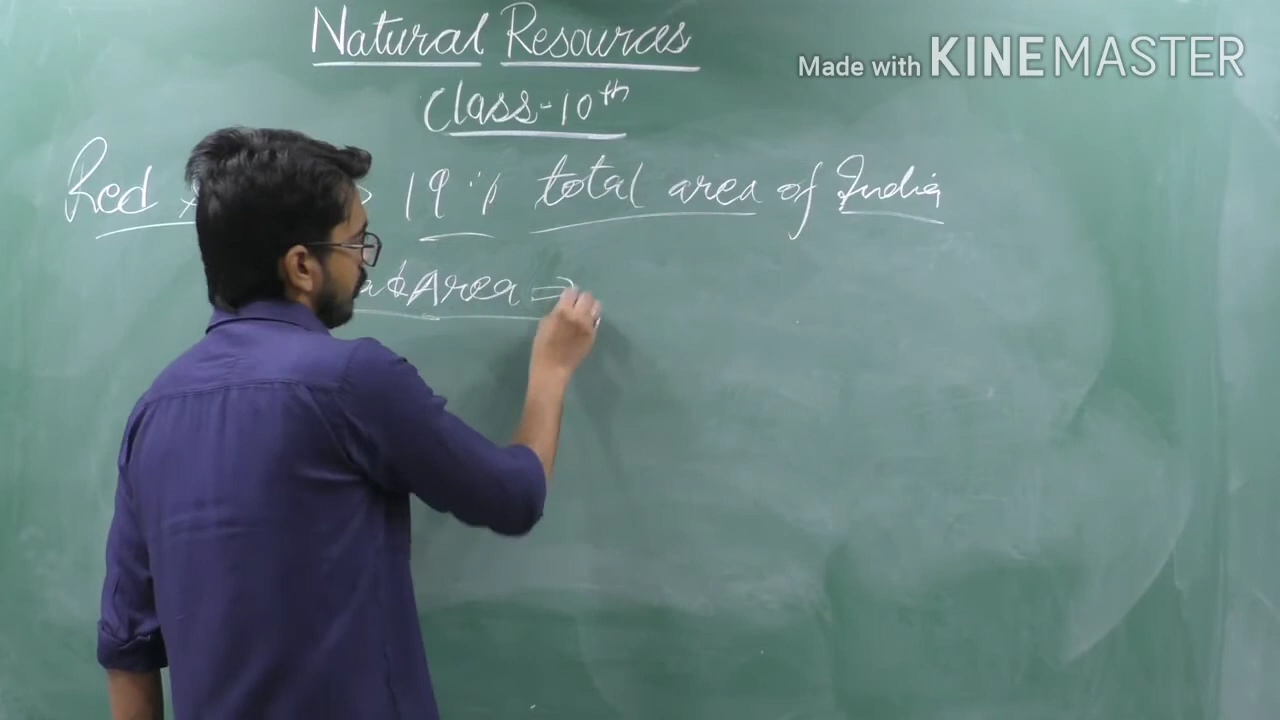 Natural Resources
Made with KINEMASTER
Class-10th
Red 19% total area of India
Area ⇒